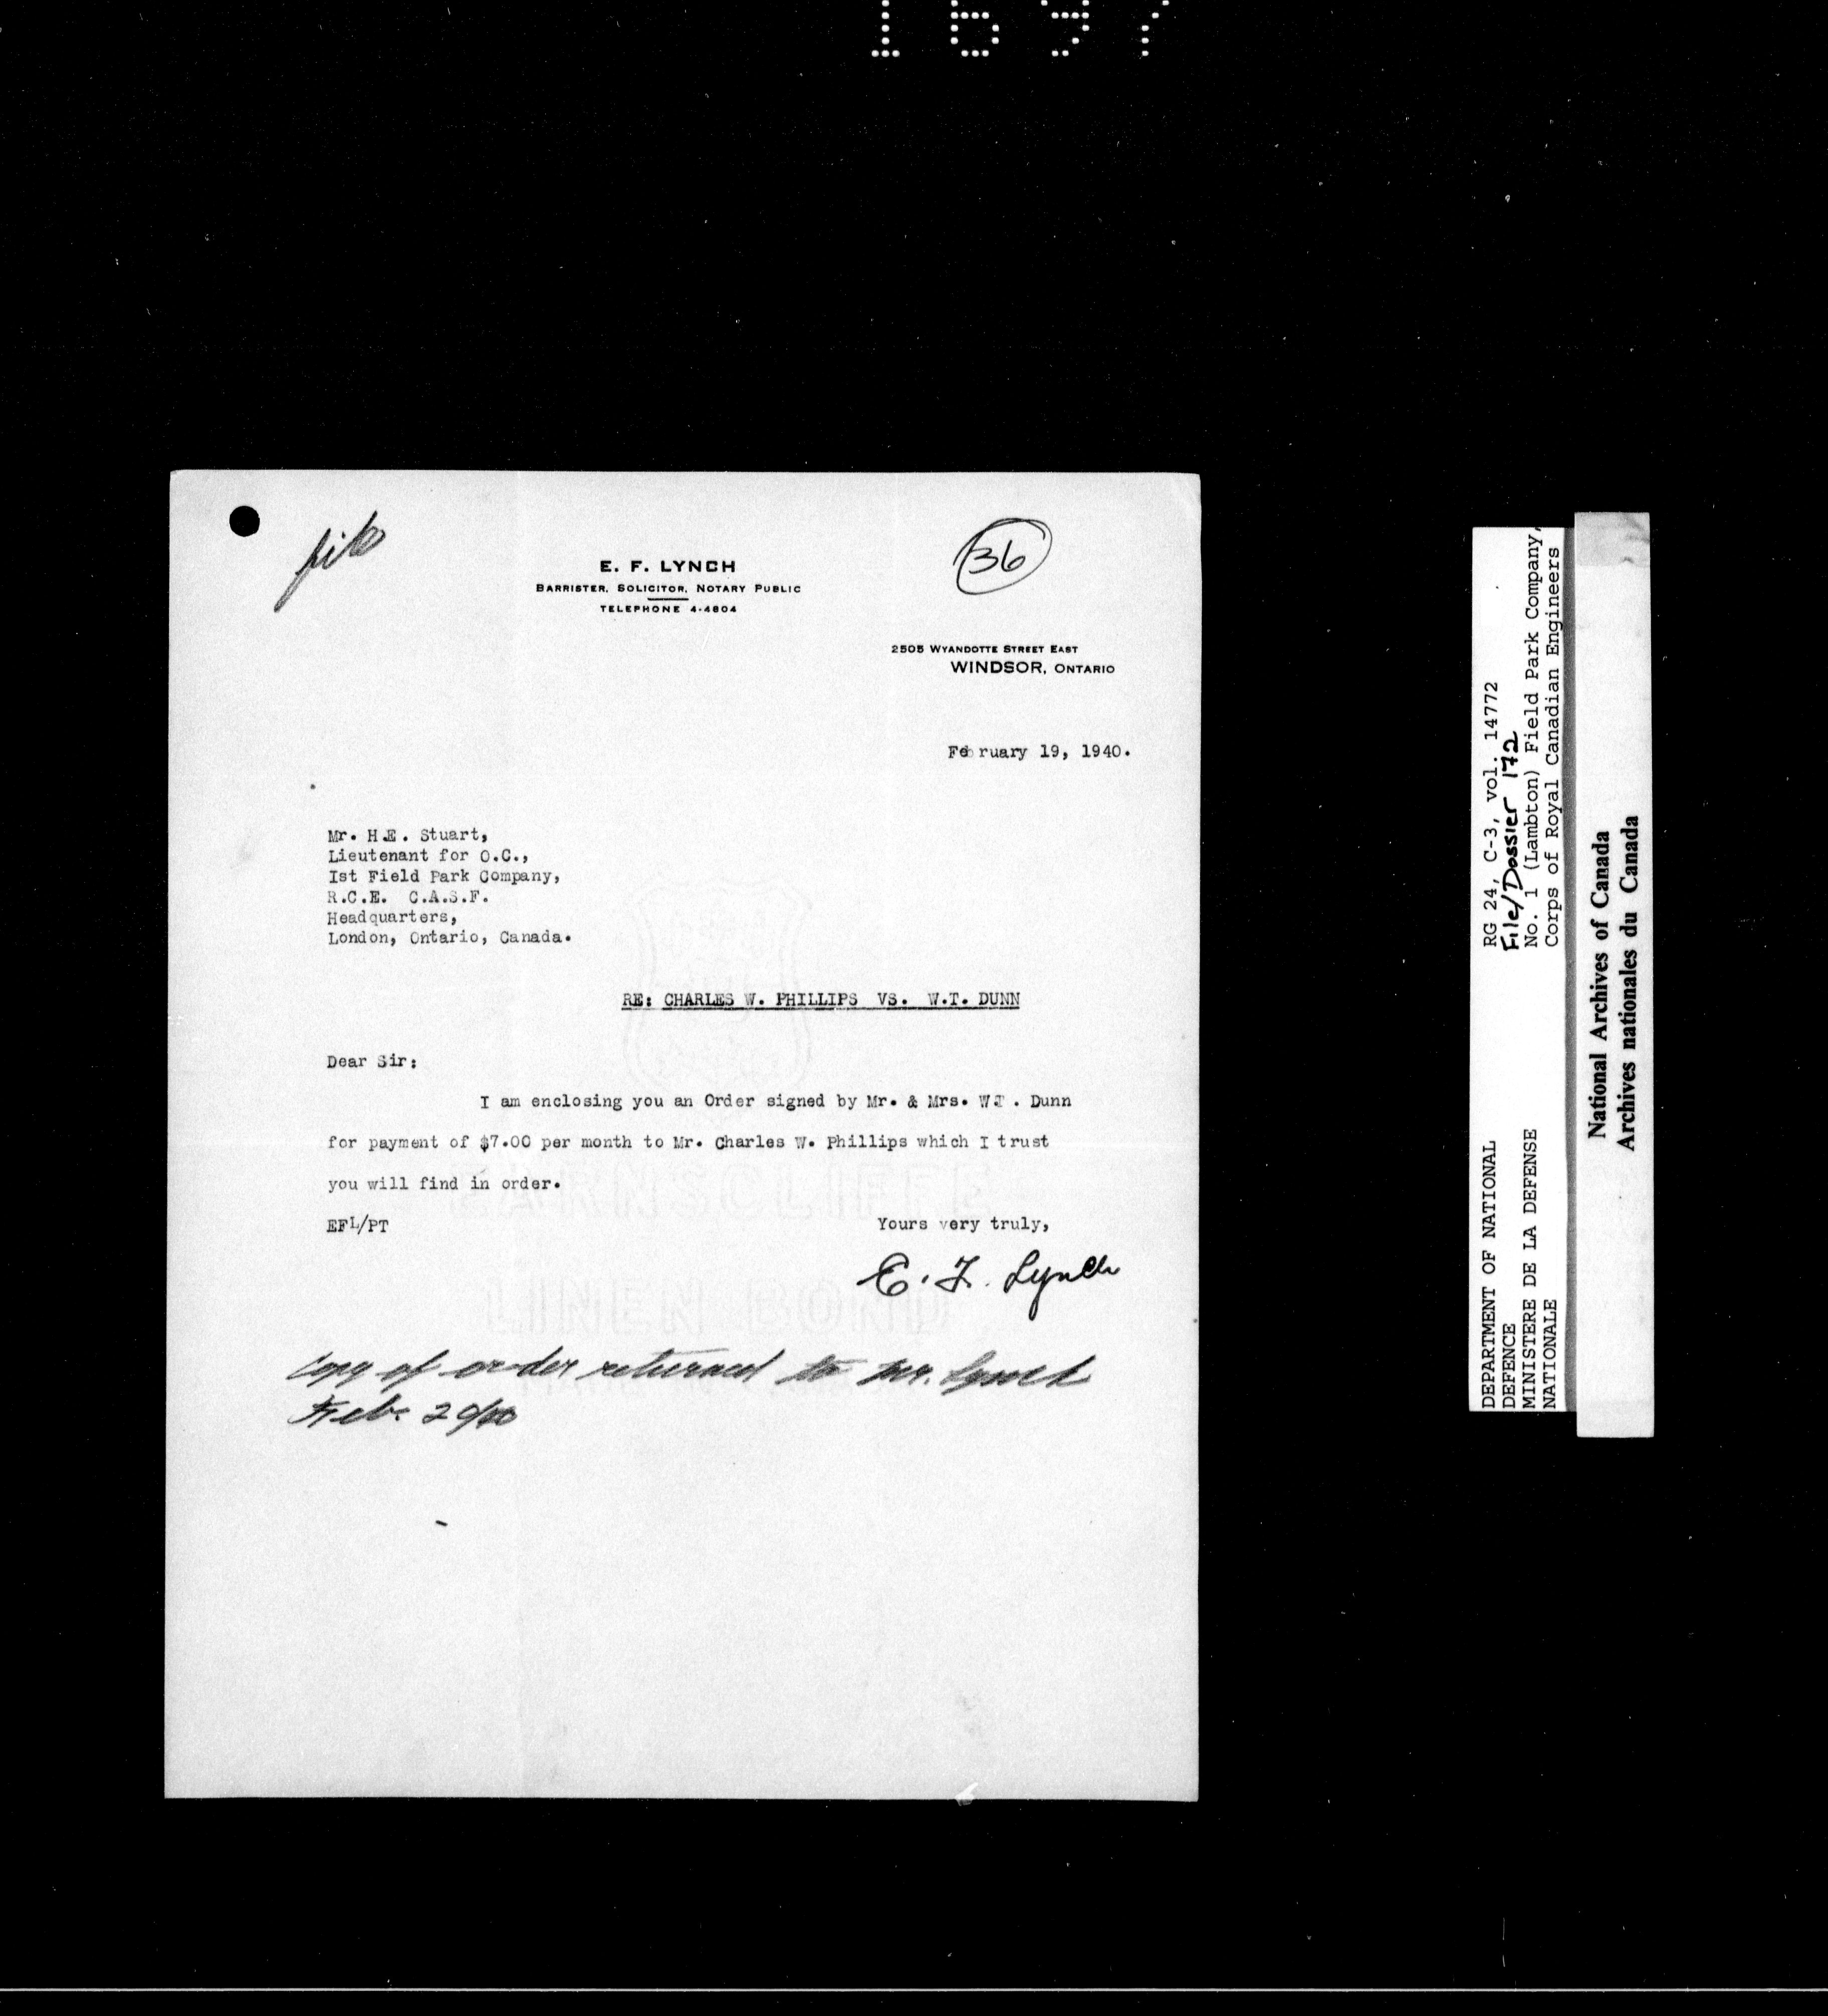 1697
file
36
E. F. LYNCH
BARRISTER, SOLICITOR, NOTARY PUBLIC
TELEPHONE 4-4804
2505 WYANDOTTE STREET EAST
WINDSOR, ONTARIO
February 19, 1940.
Mr. H.E. Stuart,
Lieutenant for O.C.,
Ist Field Park Company,
R.C.E. C.A.S.F.
Headquarters,
London, Ontario, Canada.
RE: CHARLES W. PHILLIPS VS. W.T. DUNN
Dear Sir:
I am enclosing you an Order signed by Mr. & Mrs. W.T. Dunn
for payment of $7.00 per month to Mr. Charles W. Phillips which I trust
you will find in order.
EFL/PT
Yours very truly,
E. F. Lynch
LINEN BOND
Copy of order returned to Mr. Lynch
Feb.
RG 24, C-3, vol. 14772
File/Dossier 172
No. 1 (Lambton) Field Park Company,
Corps of Royal Canadian Engineers
DEPARTMENT OF NATIONAL
DEFENCE
MINISTERE DE LA DEFENSE
NATIONALE
National Archives of Canada
Archives nationales du Canada